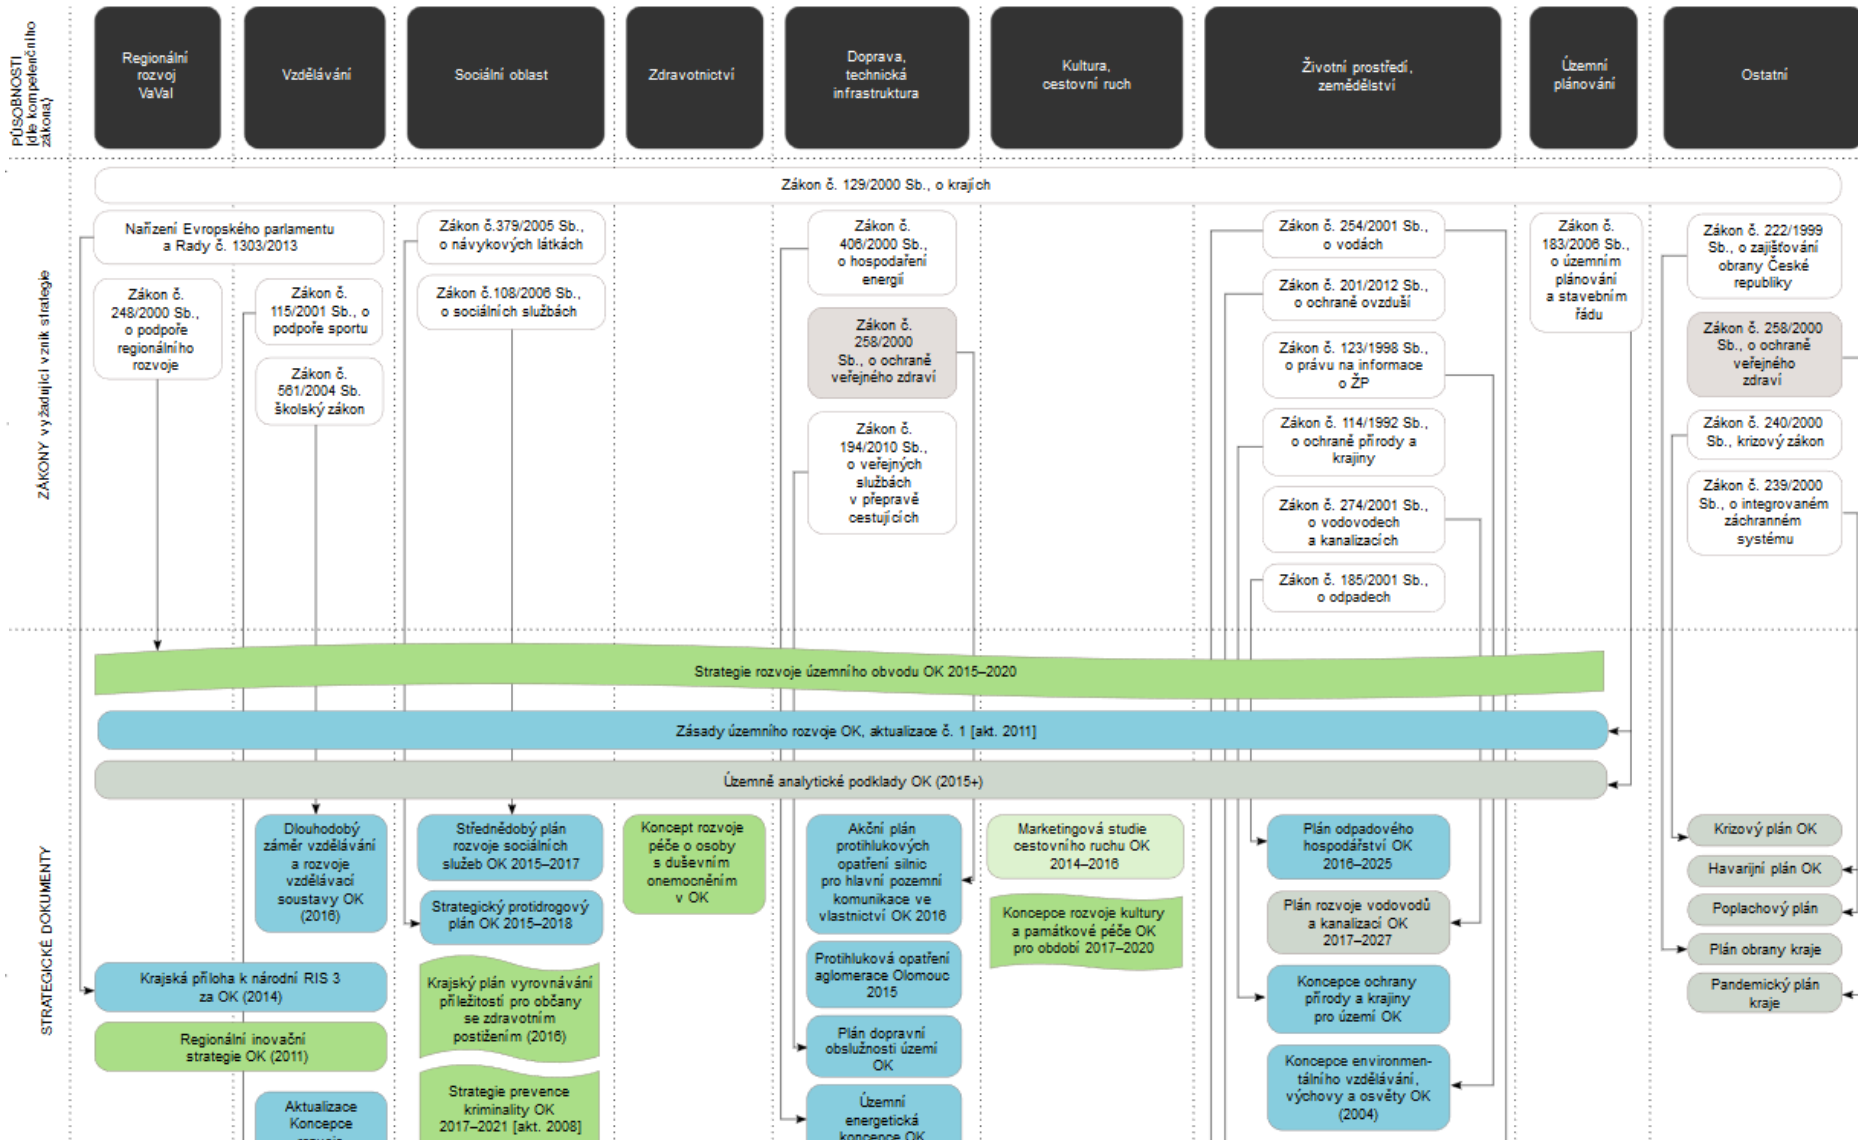 PŮSOBNOSTI
[dle kompetenčního
zákona]
Regionální
rozvoj
VaVaI
Vzdělávání
Sociální oblast
Zdravotnictví
Doprava,
technická
infrastruktura
Kultura,
cestovní ruch
Životní prostředí,
zemědělství
Územní
plánování
Ostatní
ZÁKONY vyžadující vznik strategie
Zákon č. 129/2000 Sb., o krajích
Nařízení Evropského parlamentu
a Rady č. 1303/2013
Zákon č.
248/2000 Sb.,
o podpoře
regionálního
rozvoje
Zákon č.
115/2001 Sb., o
podpoře sportu
Zákon č.
561/2004 Sb.
školský zákon
Zákon č.379/2005 Sb.,
o návykových látkách
Zákon č.108/2006 Sb.,
o sociálních službách
Zákon č.
406/2000 Sb.,
o hospodaření
energií
Zákon č.
258/2000
Sb., o ochraně
veřejného zdraví
Zákon č.
194/2010 Sb.,
o veřejných
službách
v přepravě
cestujících
Zákon č. 254/2001 Sb.,
o vodách
Zákon č. 201/2012 Sb.,
o ochraně ovzduší
Zákon č. 123/1998 Sb.,
o právu na informace
o ŽP
Zákon č. 114/1992 Sb.,
o ochraně přírody a
krajiny
Zákon č. 274/2001 Sb.,
o vodovodech
a kanalizacích
Zákon č. 185/2001 Sb.,
o odpadech
Zákon č.
183/2006 Sb.,
o územním
plánování
a stavebním
řádu
Zákon č. 222/1999
Sb., o zajišťování
obrany České
republiky
Zákon č. 258/2000
Sb., o ochraně
veřejného
zdraví
Zákon č. 240/2000
Sb., krizový zákon
Zákon č. 239/2000
Sb., o integrovaném
záchranném
systému
STRATEGICKÉ DOKUMENTY
Strategie rozvoje územního obvodu OK 2015–2020
Zásady územního rozvoje OK, aktualizace č. 1 [akt. 2011]
Územně analytické podklady OK (2015+)
Dlouhodobý
záměr vzdělávání
a rozvoje
vzdělávací
soustavy OK
(2016)
Krajská příloha k národní RIS 3
za OK (2014)
Regionální inovační
strategie OK (2011)
Aktualizace
Koncepce
rozvoje
Střednědobý plán
rozvoje sociálních
služeb OK 2015–2017
Strategický protidrogový
plán OK 2015–2018
Krajský plán vyrovnávání
příležitostí pro občany
se zdravotním
postižením (2016)
Strategie prevence
kriminality OK
2017–2021 [akt. 2008]
Koncept rozvoje
péče o osoby
s duševním
onemocněním
v OK
Akční plán
protihlukových
opatření silnic
pro hlavní pozemní
komunikace ve
vlastnictví OK 2016
Protihluková opatření
aglomerace Olomouc
2015
Plán dopravní
obslužnosti území
OK
Územní
energetická
koncepce OK
Marketingová studie
cestovního ruchu OK
2014–2016
Koncepce rozvoje kultury
a památkové péče OK
pro období 2017–2020
Plán odpadového
hospodářství OK
2016–2025
Plán rozvoje vodovodů
a kanalizací OK
2017–2027
Koncepce ochrany
přírody a krajiny
pro území OK
Koncepce environmen-
tálního vzdělávání,
výchovy a osvěty OK
(2004)
Krizový plán OK
Havarijní plán OK
Poplachový plán
Plán obrany kraje
Pandemický plán
kraje